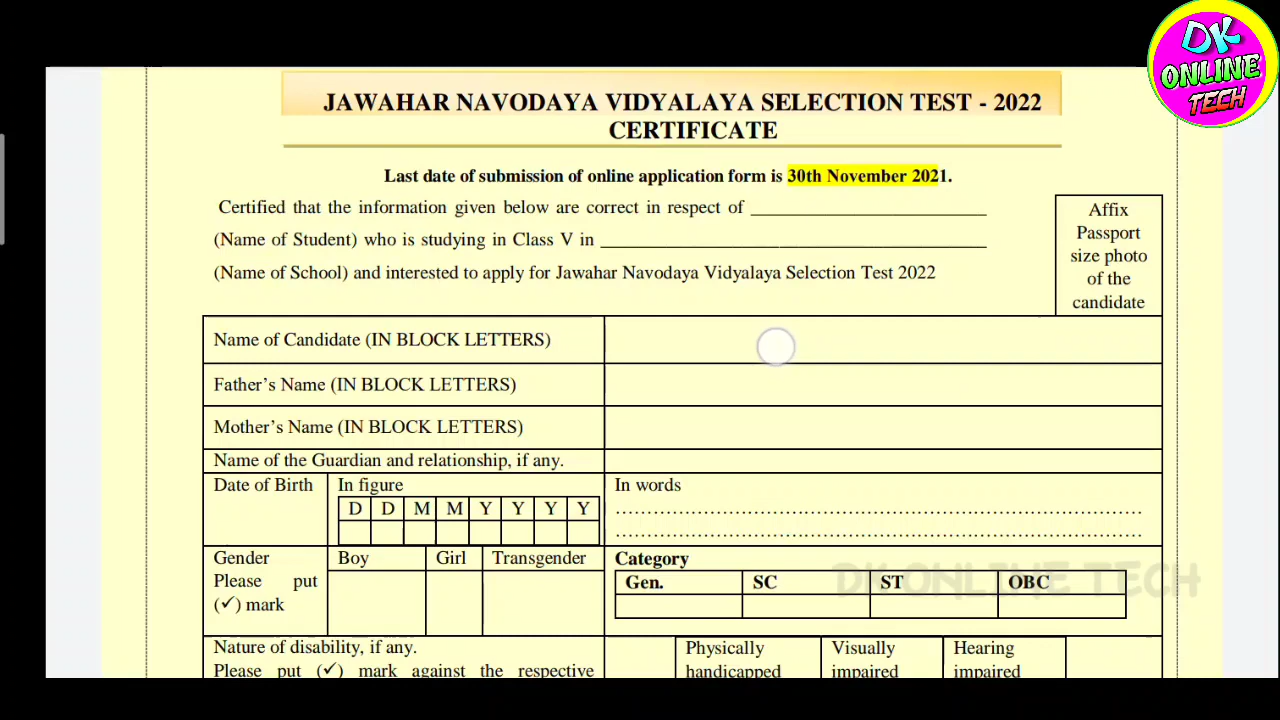 DK
ONLINE
TECH
JAWAHAR NAVODAYA VIDYALAYA SELECTION TEST - 2022
CERTIFICATE
Last date of submission of online application form is 30th November 2021.
Certified that the information given below are correct in respect of ________________________
(Name of Student) who is studying in Class V in ________________________________________
(Name of School) and interested to apply for Jawahar Navodaya Vidyalaya Selection Test 2022
Affix
Passport
size photo
of the
candidate
Name of Candidate (IN BLOCK LETTERS)
Father's Name (IN BLOCK LETTERS)
Mother's Name (IN BLOCK LETTERS)
Name of the Guardian and relationship, if any.
Date of Birth In figure In words
D D M M Y Y Y Y
Gender Boy Girl Transgender Category
Please put
(✓) mark
Gen. SC ST OBC
DK ONLINE TECH
Nature of disability, if any.
Please put (✓) mark against the respective
Physically
handicapped
Visually
impaired
Hearing
impaired